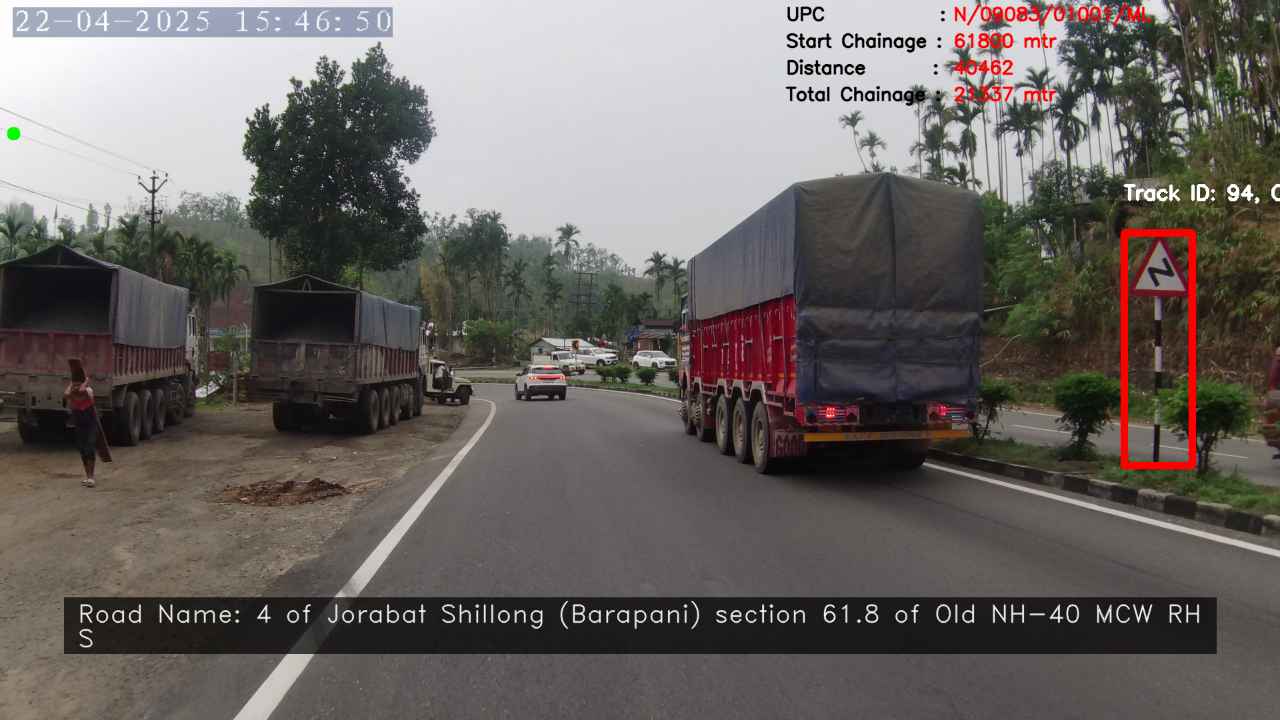 22-04-2025 15:46:50
UPC : N/09083/01001/ML
Start Chainage : 61800 mtr
Distance : 40462
Total Chainage : 21337 mtr
Track ID: 94,
Road Name: 4 of Jorabat Shillong (Barapani) section 61.8 of Old NH-40 MCW RH
S